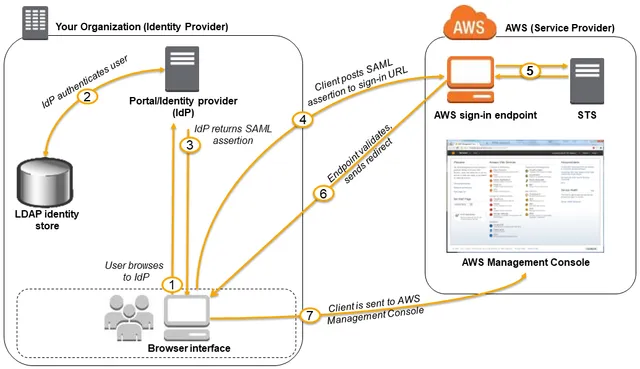 Your Organization (Identity Provider)
AWS
AWS (Service Provider)
IdP authenticates user
2
Portal/Identity provider
(IdP)
3
IdP returns SAML
assertion
LDAP identity
store
User browses
to IdP
1
Browser interface
Client posts SAML
assertion to sign-in URL
4
5
AWS sign-in endpoint
STS
Endpoint validates,
sends redirect
6
AWS Management Console
7
Client is sent to AWS
Management Console